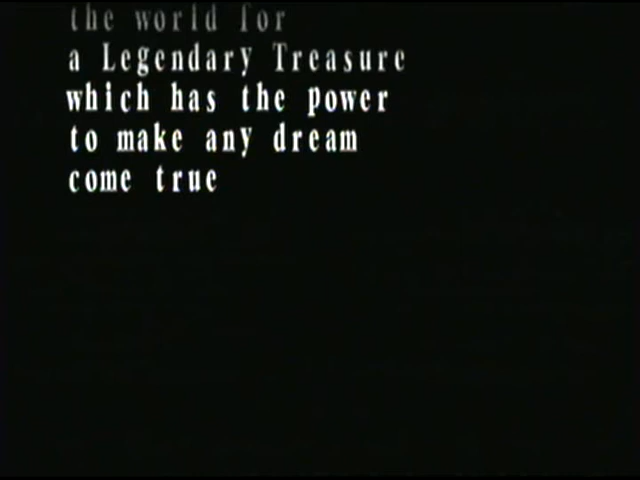 the world for
a Legendary Treasure
which has the power
to make any dream
come true